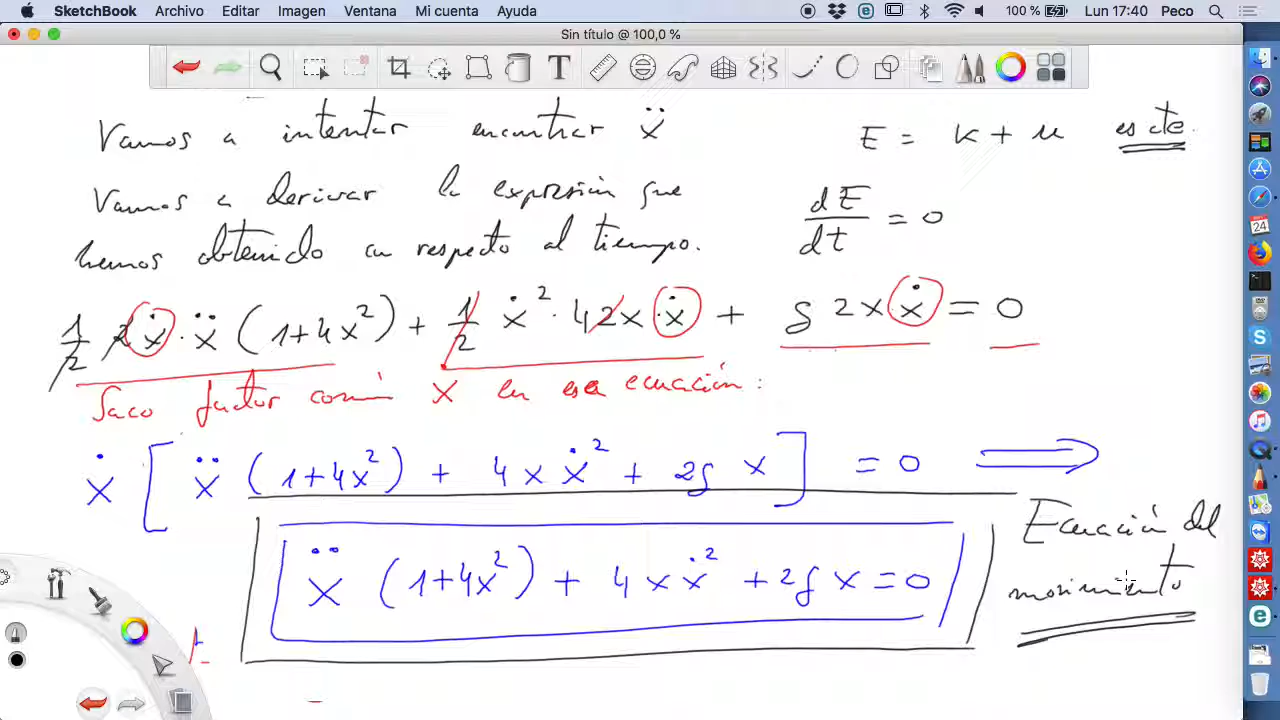 SketchBook Archivo Editar Imagen Ventana Mi cuenta Ayuda 100 % Lun 17:40 Peco
Sin título @ 100,0 %
Vamos a intentar encontrar ẍ
E = K + U es cte.
Vamos a derivar la expresión que
hemos obtenido con respecto al tiempo.
dE/dt = 0
1/2 2ẋ · ẍ (1+4x²) + 1/2 ẋ² · 4 2x · ẋ + g 2x · ẋ = 0
Saco factor común ẋ en esa ecuación:
ẋ [ ẍ (1+4x²) + 4x ẋ² + 2g x ] = 0 ⟹
ẍ (1+4x²) + 4xẋ² + 2g x = 0
Ecuación del
movimiento